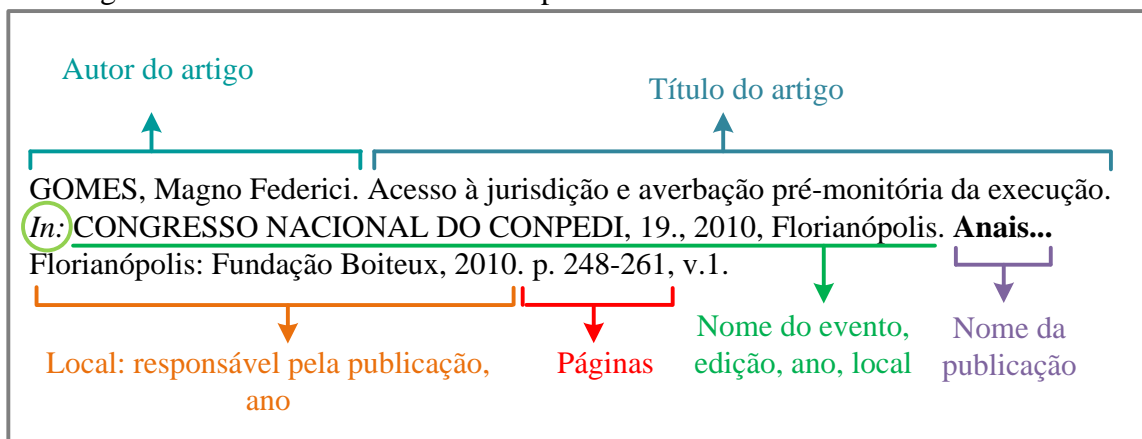 Autor do artigo
Título do artigo
GOMES, Magno Federici. Acesso à jurisdição e averbação pré-monitória da execução.
In: CONGRESSO NACIONAL DO CONPEDI, 19., 2010, Florianópolis. Anais...
Florianópolis: Fundação Boiteux, 2010. p. 248-261, v.1.
Local: responsável pela publicação,
ano
Páginas
Nome do evento,
edição, ano, local
Nome da
publicação